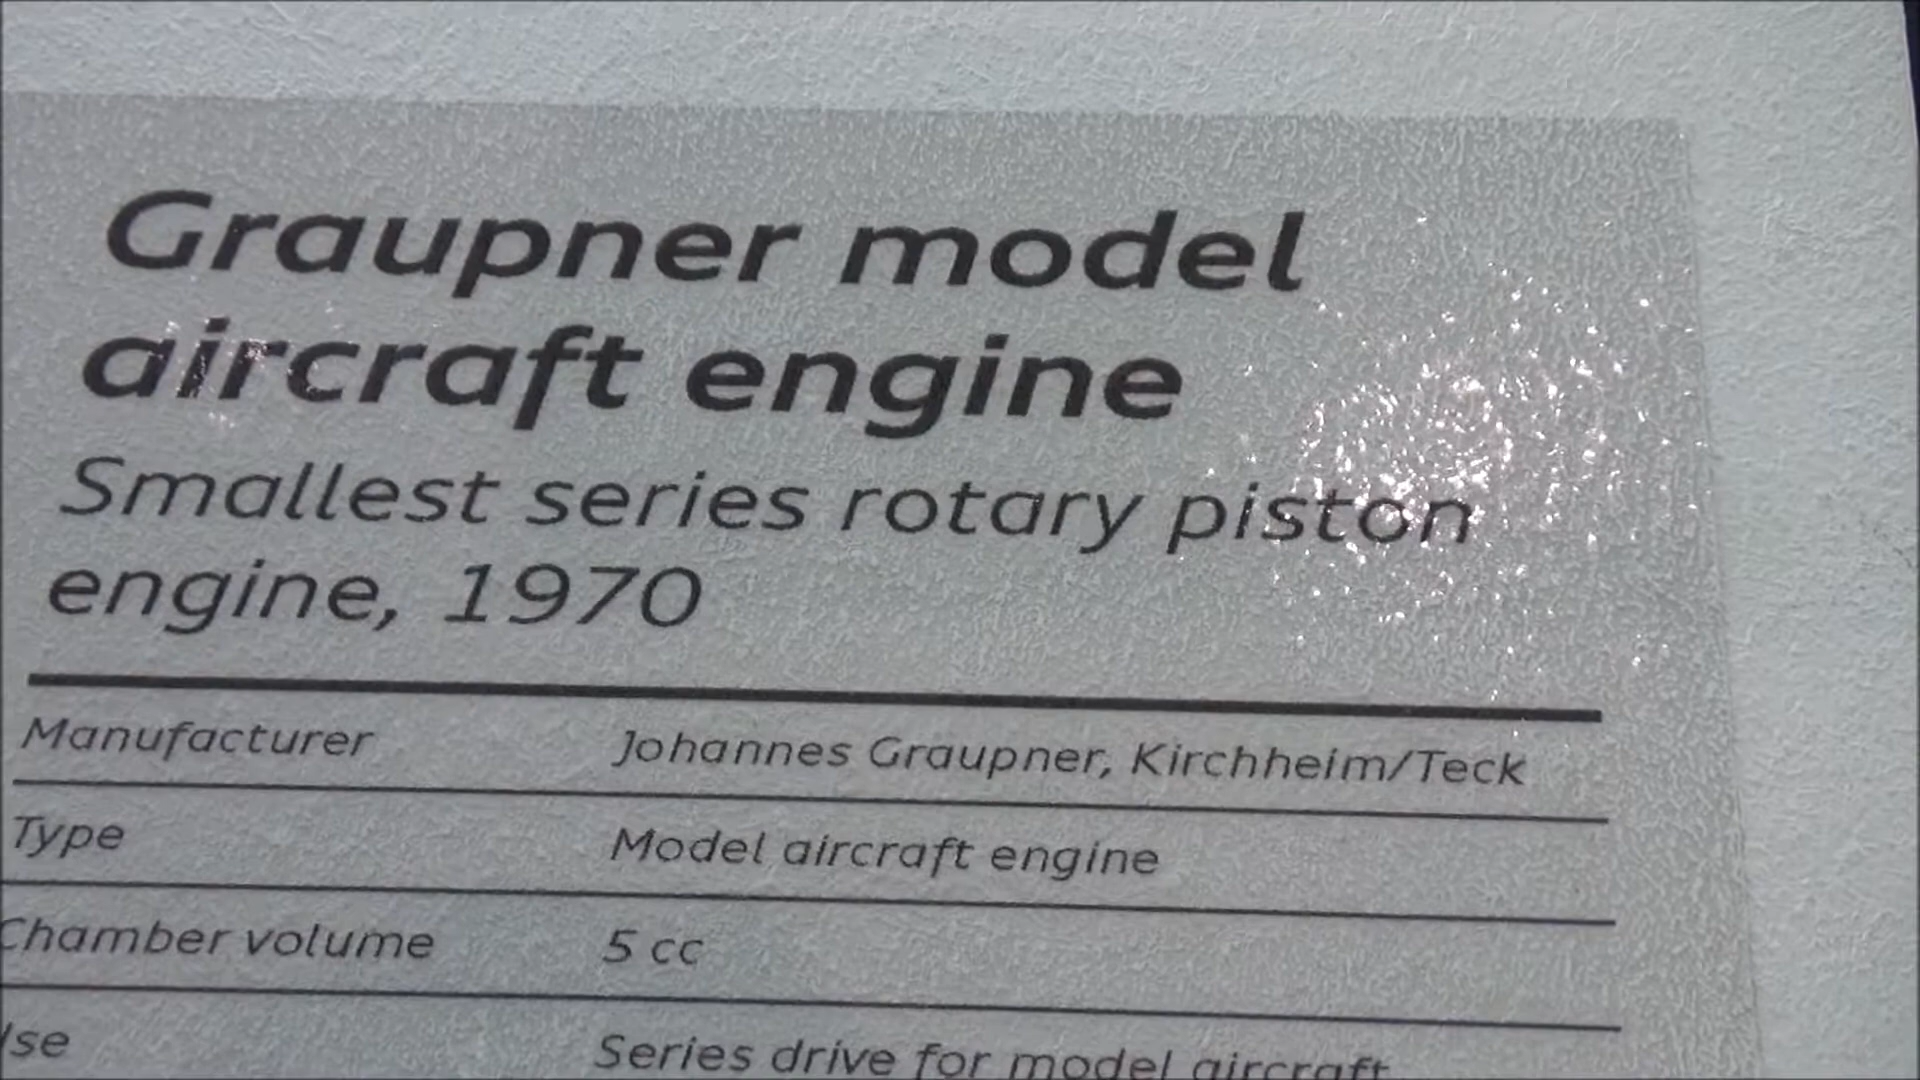 Graupner model
aircraft engine
Smallest series rotary piston
engine, 1970
Manufacturer Johannes Graupner, Kirchheim/Teck
Type Model aircraft engine
Chamber volume 5 cc
Use Series drive for model aircraft